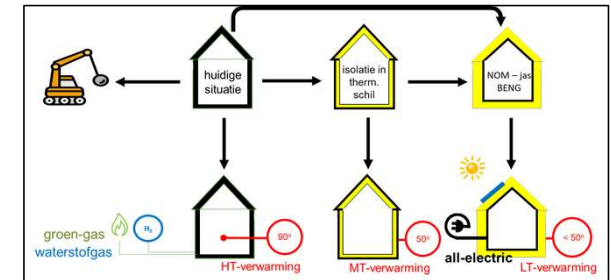 huidige
situatie
isolatie in
therm.
schil
NOM – jas
BENG
groen-gas
waterstofgas
H₂
90°
HT-verwarming
50°
MT-verwarming
all-electric
< 50°
LT-verwarming